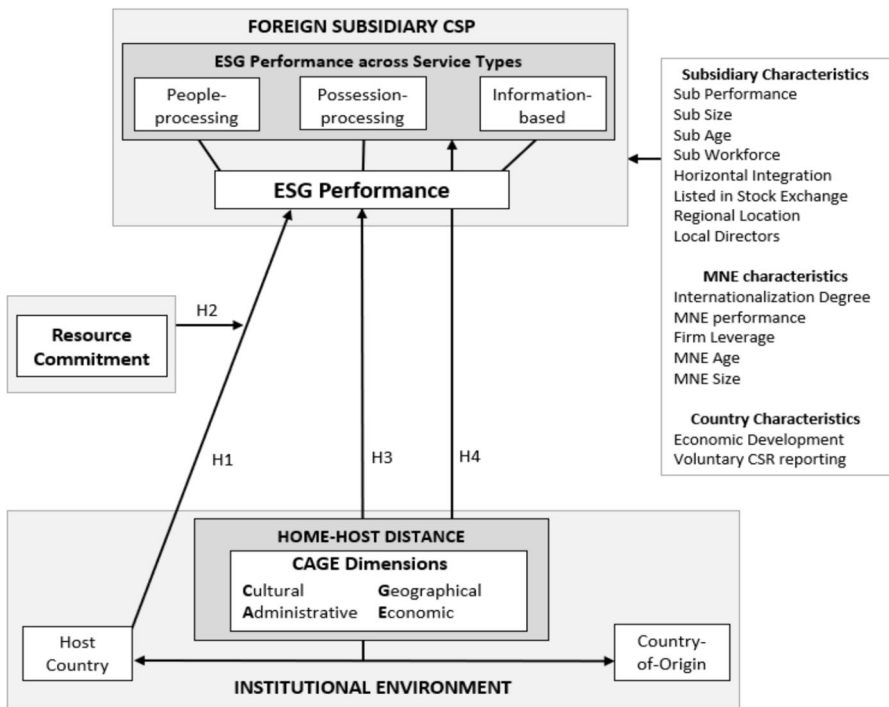 FOREIGN SUBSIDIARY CSP
ESG Performance across Service Types
People-
processing
Possession-
processing
Information-
based
ESG Performance
Subsidiary Characteristics
Sub Performance
Sub Size
Sub Age
Sub Workforce
Horizontal Integration
Listed in Stock Exchange
Regional Location
Local Directors
MNE characteristics
Internationalization Degree
MNE performance
Firm Leverage
MNE Age
MNE Size
Country Characteristics
Economic Development
Voluntary CSR reporting
H2
Resource
Commitment
H1
H3
H4
HOME-HOST DISTANCE
CAGE Dimensions
Cultural Geographical
Administrative Economic
Host
Country
Country-
of-Origin
INSTITUTIONAL ENVIRONMENT